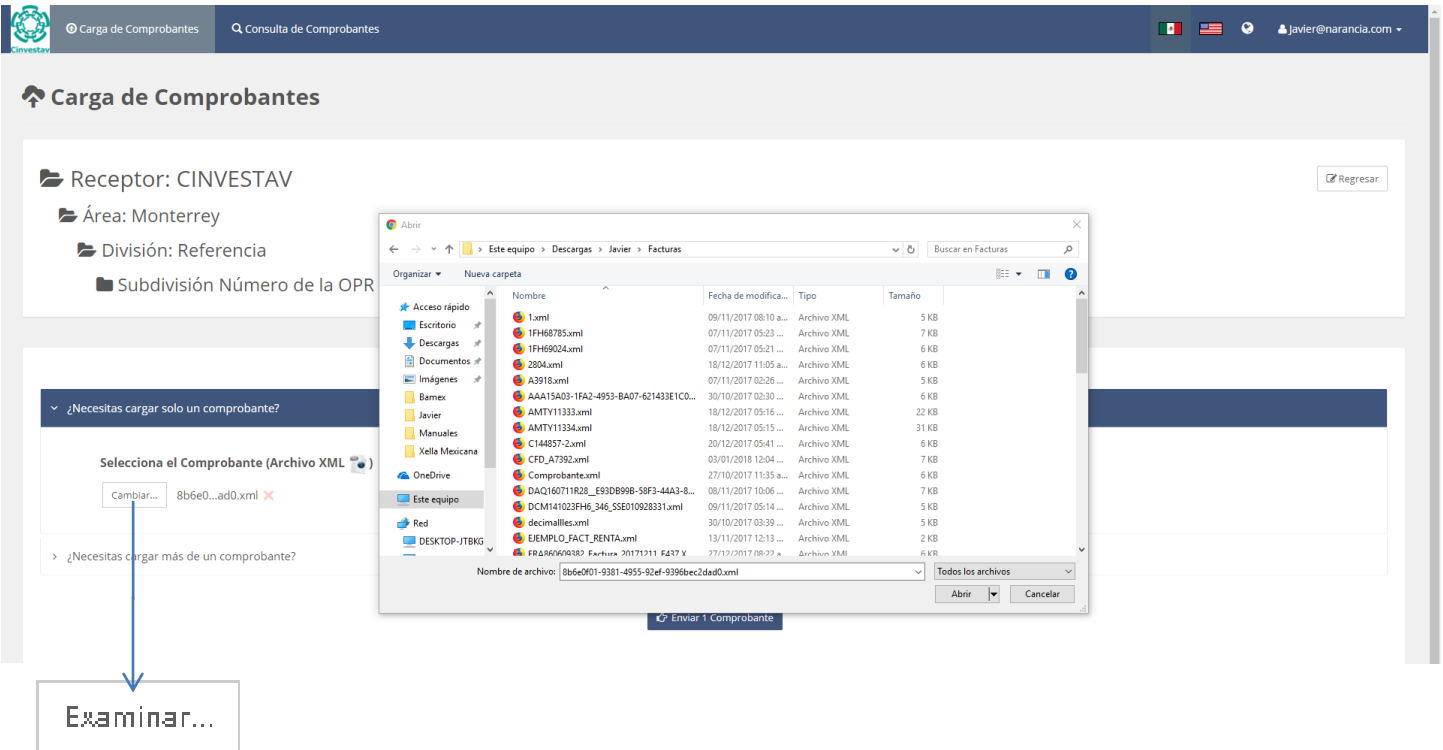 Cinvestav
Carga de Comprobantes
Consulta de Comprobantes
Javier@narancia.com
Carga de Comprobantes
Receptor: CINVESTAV
Regresar
Área: Monterrey
División: Referencia
Subdivisión Número de la OPR
¿Necesitas cargar solo un comprobante?
Selecciona el Comprobante (Archivo XML )
Cambiar... 8b6e0...ad0.xml
¿Necesitas cargar más de un comprobante?
Enviar 1 Comprobante
Abrir
Este equipo > Descargas > Javier > Facturas
Buscar en Facturas
Organizar Nueva carpeta
Acceso rápido
Escritorio
Descargas
Documentos
Imágenes
Bamex
Javier
Manuales
Xella Mexicana
OneDrive
Este equipo
Red
DESKTOP-JTBKG
Nombre Fecha de modifica... Tipo Tamaño
1.xml 09/11/2017 08:10 a... Archivo XML 5 KB
1FH68785.xml 07/11/2017 05:23 ... Archivo XML 7 KB
1FH69024.xml 07/11/2017 05:21 ... Archivo XML 6 KB
2804.xml 18/12/2017 11:05 a... Archivo XML 6 KB
A3918.xml 07/11/2017 02:26 ... Archivo XML 5 KB
AAA15A03-1FA2-4953-BA07-621433E1C0... 30/10/2017 02:30 ... Archivo XML 6 KB
AMTY11333.xml 18/12/2017 05:16 ... Archivo XML 22 KB
AMTY11334.xml 18/12/2017 05:15 ... Archivo XML 31 KB
C144857-2.xml 20/12/2017 05:41 ... Archivo XML 6 KB
CFD_A7392.xml 03/01/2018 12:04 ... Archivo XML 7 KB
Comprobante.xml 27/10/2017 11:35 a... Archivo XML 6 KB
DAQ160711R28__E93DB99B-58F3-44A3-8... 08/11/2017 10:06 ... Archivo XML 7 KB
DCM141023FH6_346_SSE010928331.xml 09/11/2017 05:14 ... Archivo XML 5 KB
decimallles.xml 30/10/2017 03:39 ... Archivo XML 5 KB
EJEMPLO_FACT_RENTA.xml 13/11/2017 12:13 ... Archivo XML 2 KB
ERA860609382_Factura_20171211_F437.X... 27/12/2017 08:22 a... Archivo XML 6 KB
Nombre de archivo: 8b6e0f01-9381-4955-92ef-9396bec2dad0.xml Todos los archivos
Abrir Cancelar
Examinar...